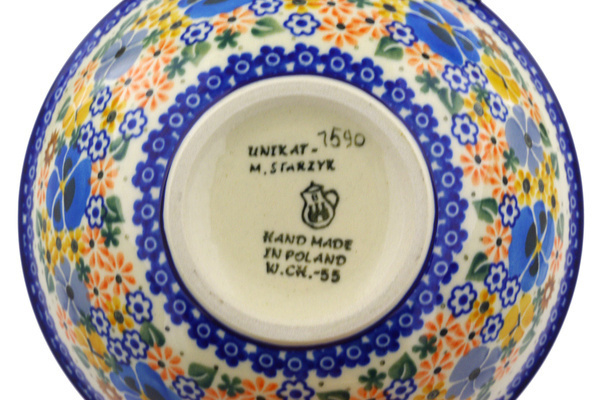 UNIKAT- 1590
M. STARZYK
HAND MADE
IN POLAND
W.CH.-55